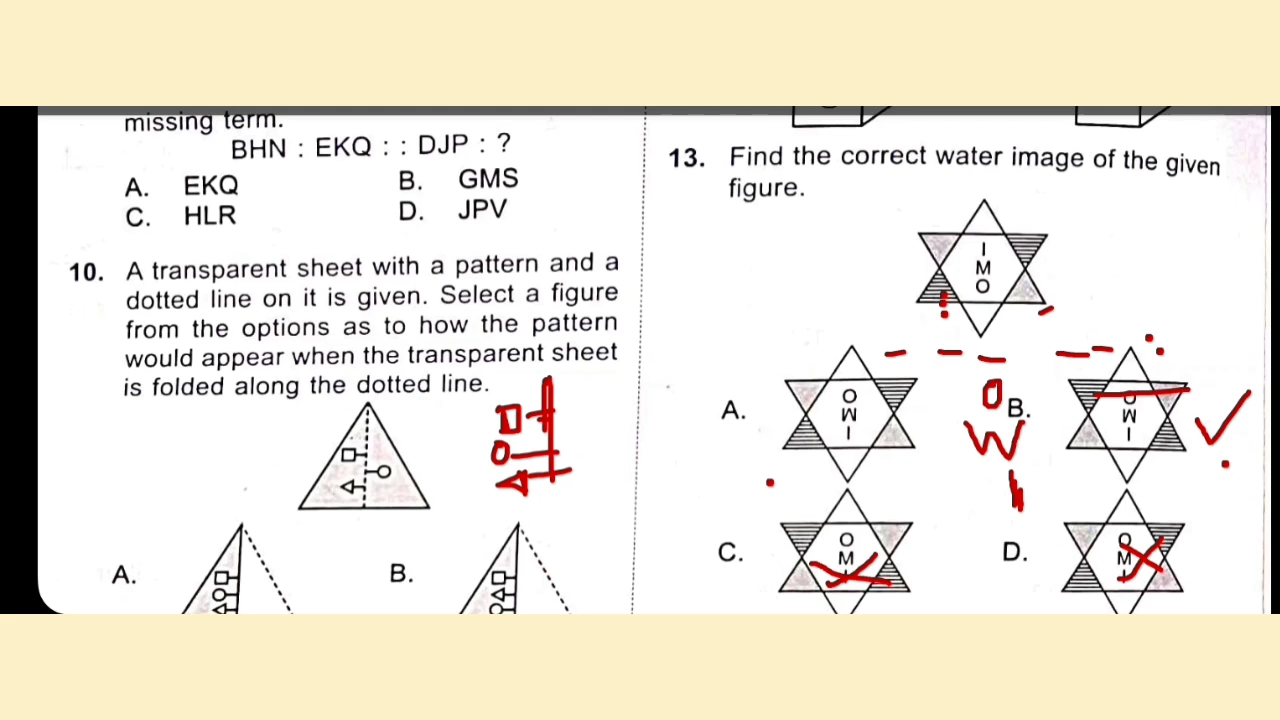 missing term.
BHN : EKQ : : DJP : ?
A. EKQ
B. GMS
C. HLR
D. JPV
10. A transparent sheet with a pattern and a
dotted line on it is given. Select a figure
from the options as to how the pattern
would appear when the transparent sheet
is folded along the dotted line.
A.
B.
13. Find the correct water image of the given
figure.
I
M
O
A.
O
W
I
O
W
I
B.
O
W
I
C.
O
M
I
D.
O
M
I